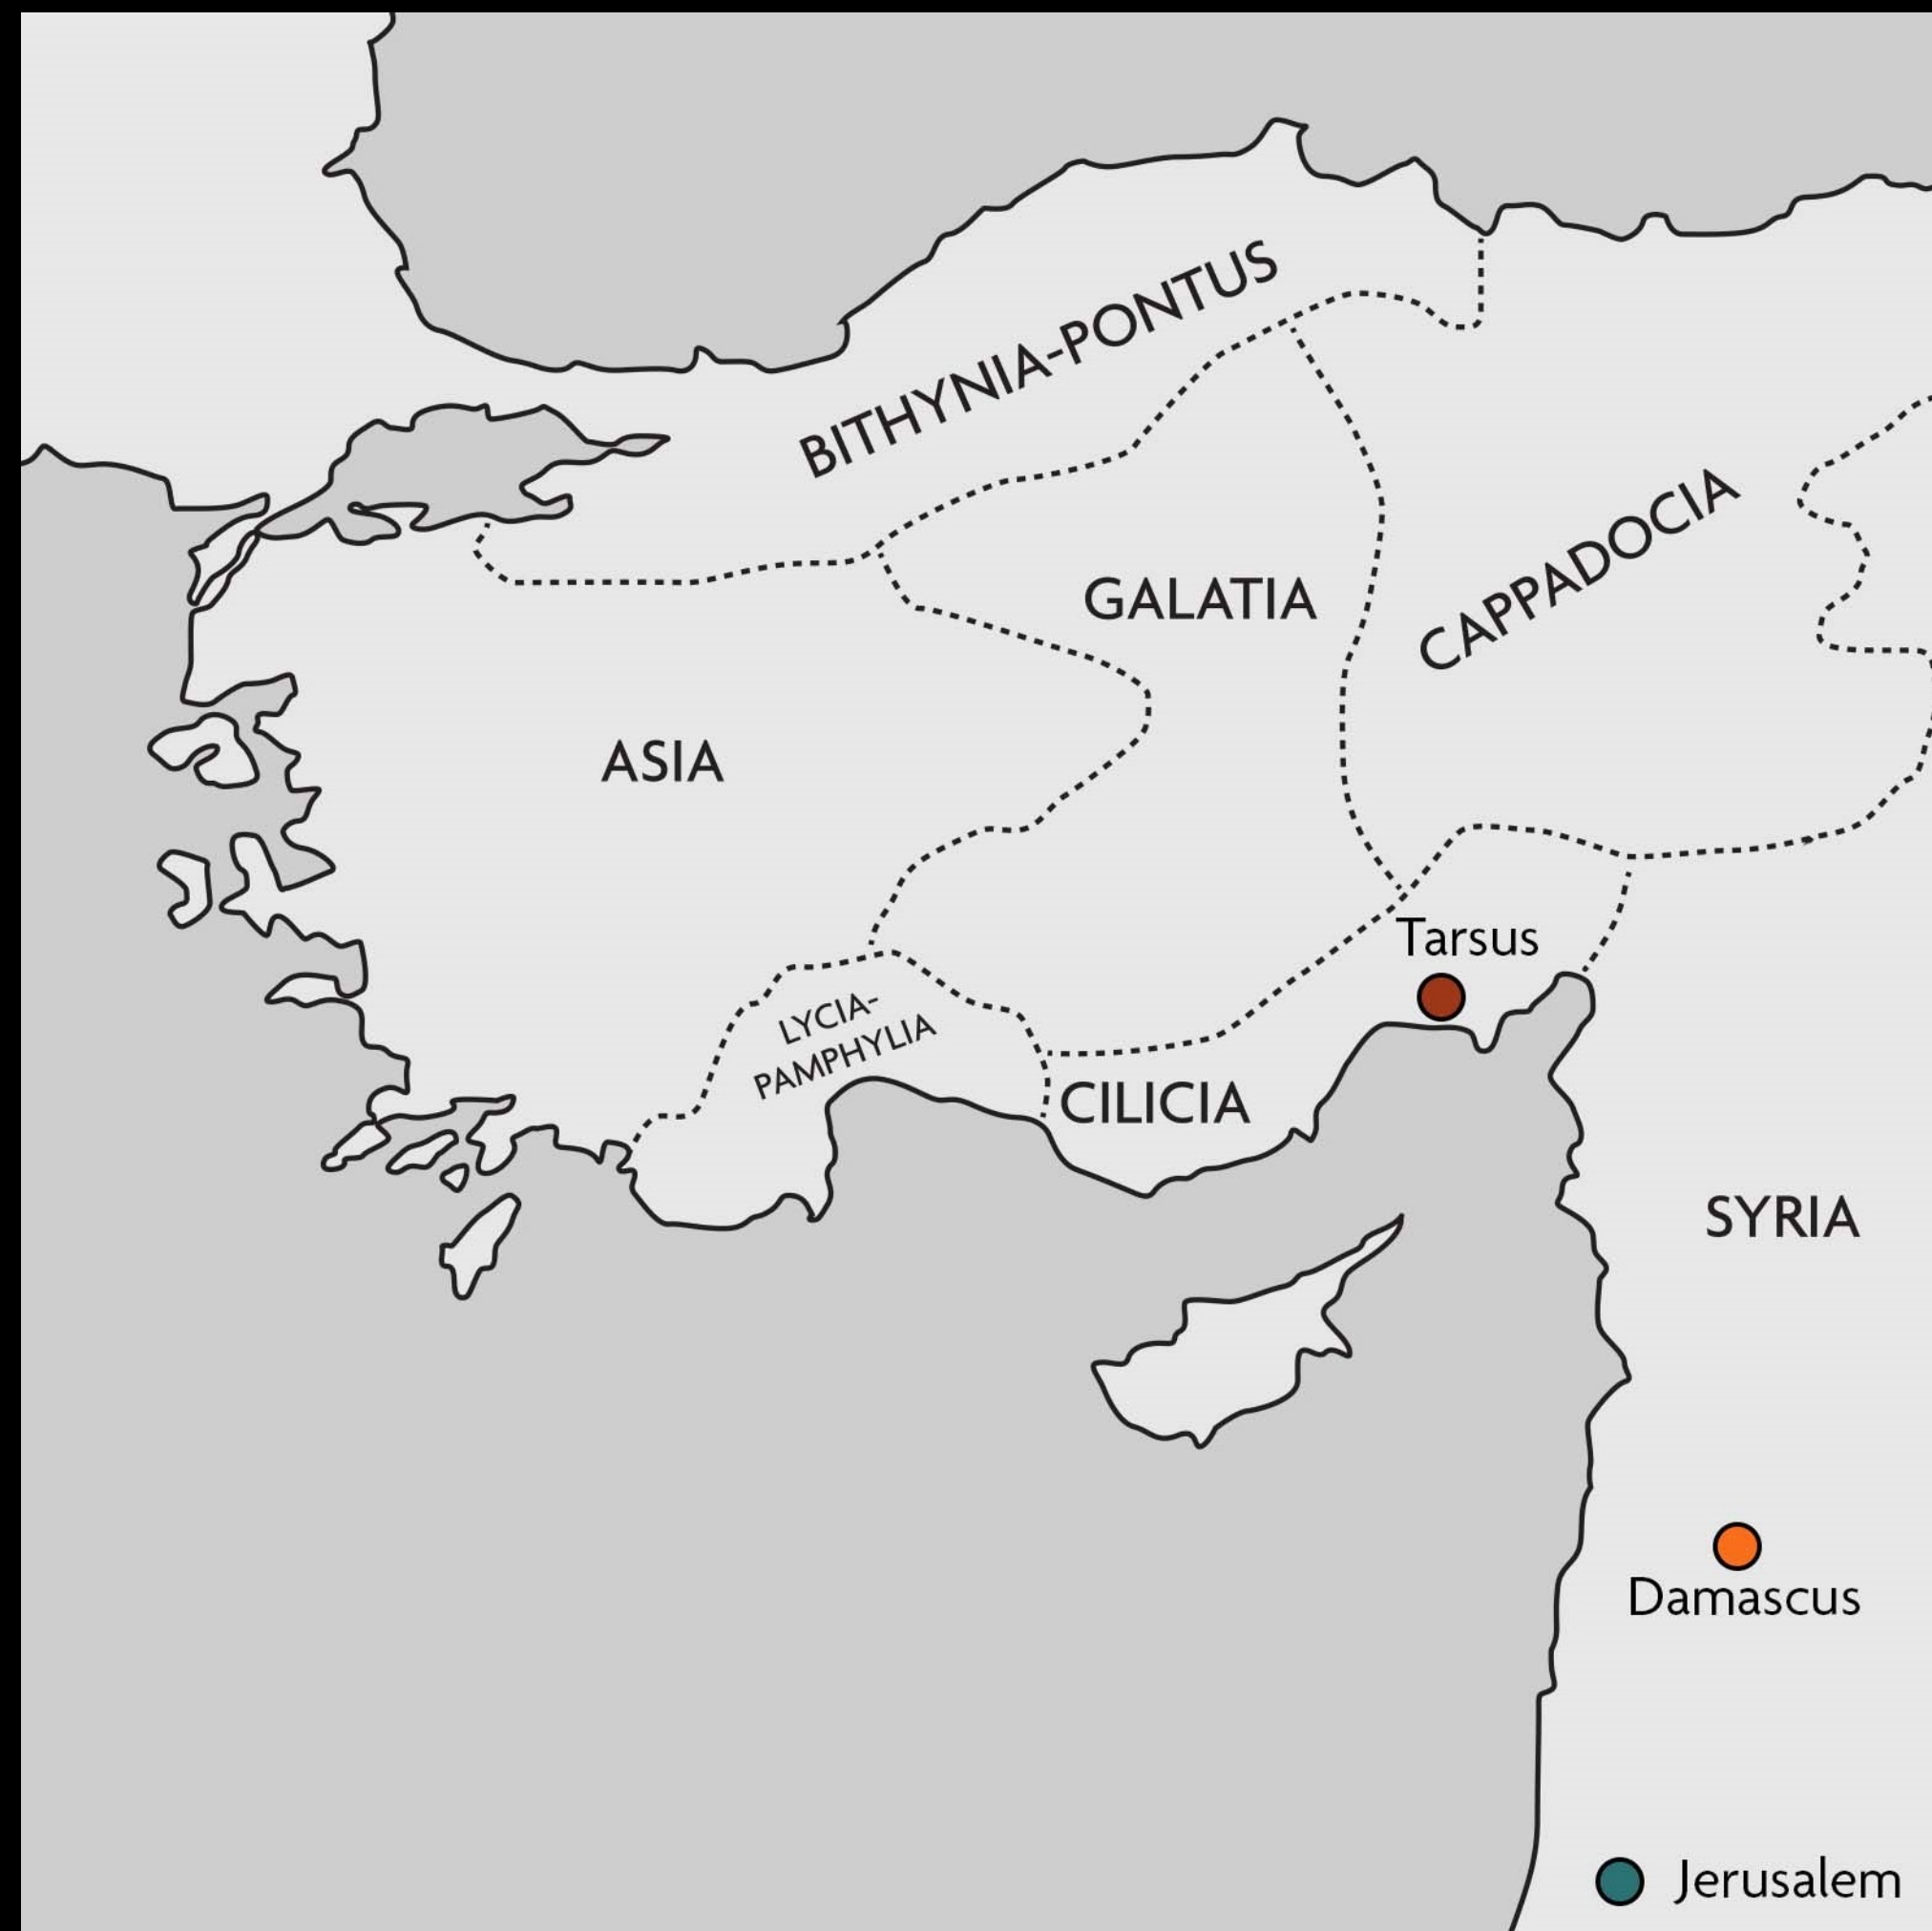 BITHYNIA-PONTUS
CAPPADOCIA
GALATIA
ASIA
Tarsus
LYCIA-
PAMPHYLIA
CILICIA
SYRIA
Damascus
Jerusalem